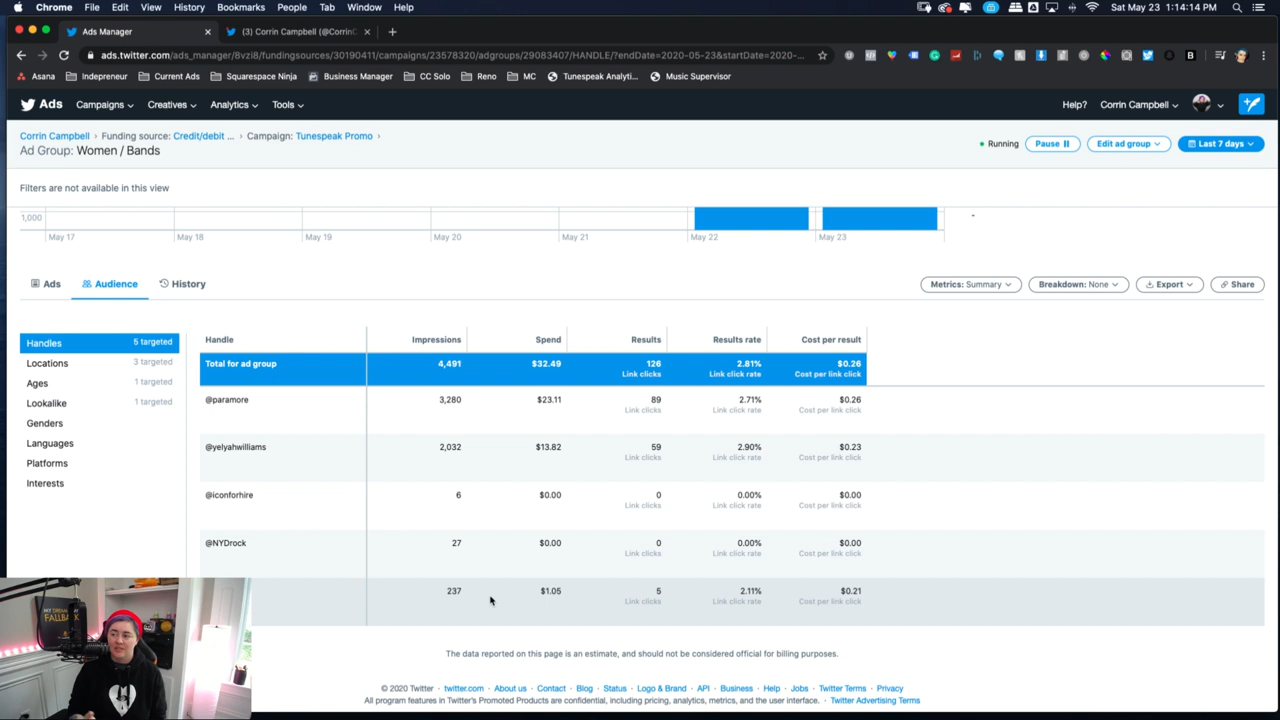 Chrome File Edit View History Bookmarks People Tab Window Help Sat May 23 1:14:14 PM
Ads Manager (3) Corrin Campbell (@CorrinC
ads.twitter.com/ads_manager/8vzi8/fundingsources/30190411/campaigns/23578320/adgroups/29083407/HANDLE/?endDate=2020-05-23&startDate=2020-...
Asana Indepreneur Current Ads Squarespace Ninja Business Manager CC Solo Reno MC Tunespeak Analyti... Music Supervisor
Ads Campaigns Creatives Analytics Tools Help? Corrin Campbell
Corrin Campbell › Funding source: Credit/debit ... › Campaign: Tunespeak Promo ›
Ad Group: Women / Bands
Running Pause Edit ad group Last 7 days
Filters are not available in this view
1,000
May 17 May 18 May 19 May 20 May 21 May 22 May 23
Ads Audience History Metrics: Summary Breakdown: None Export Share
Handles 5 targeted
Locations 3 targeted
Ages 1 targeted
Lookalike 1 targeted
Genders
Languages
Platforms
Interests
Handle Impressions Spend Results Results rate Cost per result
Total for ad group 4,491 $32.49 126 2.81% $0.26
Link clicks Link click rate Cost per link click
@paramore 3,280 $23.11 89 2.71% $0.26
Link clicks Link click rate Cost per link click
@yelyahwilliams 2,032 $13.82 59 2.90% $0.23
Link clicks Link click rate Cost per link click
@iconforhire 6 $0.00 0 0.00% $0.00
Link clicks Link click rate Cost per link click
@NYDrock 27 $0.00 0 0.00% $0.00
Link clicks Link click rate Cost per link click
237 $1.05 5 2.11% $0.21
Link clicks Link click rate Cost per link click
FALLBACK
The data reported on this page is an estimate, and should not be considered official for billing purposes.
© 2020 Twitter · twitter.com · About us · Contact · Blog · Status · Logo & Brand · API · Business · Help · Jobs · Twitter Terms · Privacy
All program features in Twitter's Promoted Products are confidential, including pricing, analytics, metrics, and the user interface. · Twitter Advertising Terms